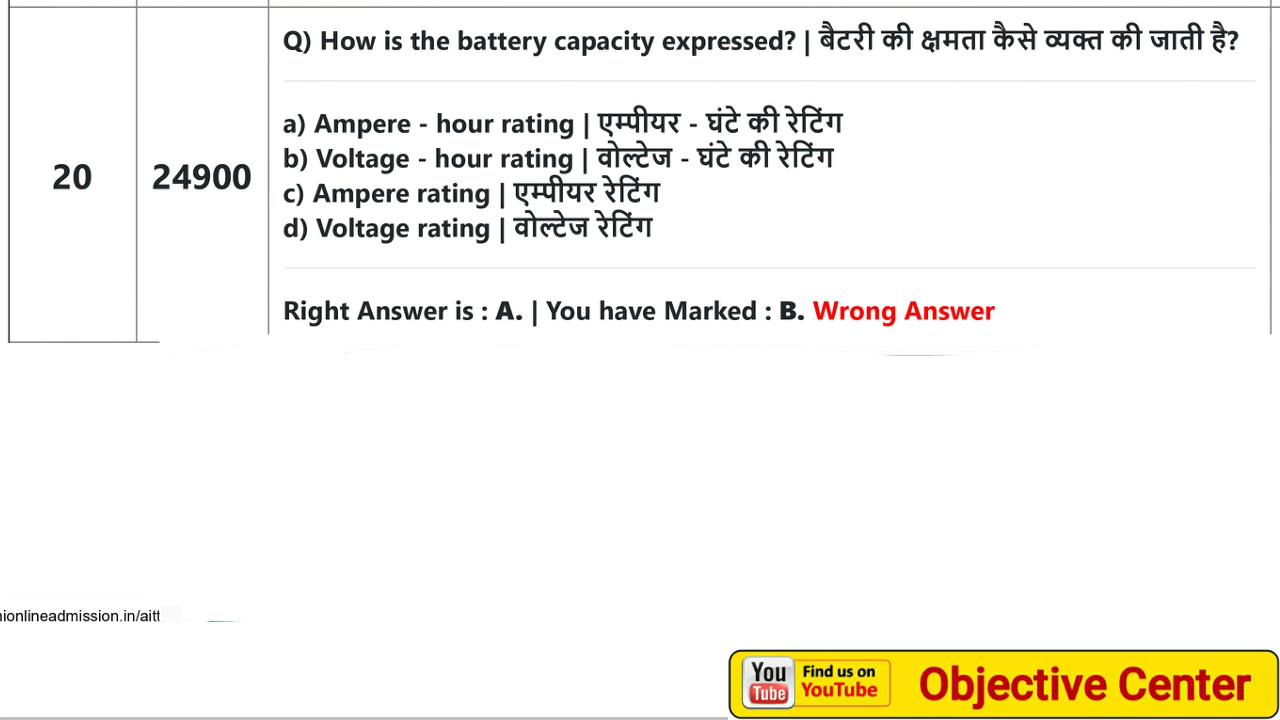 Q) How is the battery capacity expressed? | बैटरी की क्षमता कैसे व्यक्त की जाती है?
20
24900
a) Ampere - hour rating | एम्पीयर - घंटे की रेटिंग
b) Voltage - hour rating | वोल्टेज - घंटे की रेटिंग
c) Ampere rating | एम्पीयर रेटिंग
d) Voltage rating | वोल्टेज रेटिंग
Right Answer is : A. | You have Marked : B. Wrong Answer
ionlineadmission.in/aitt
You Tube
Find us on
YouTube
Objective Center